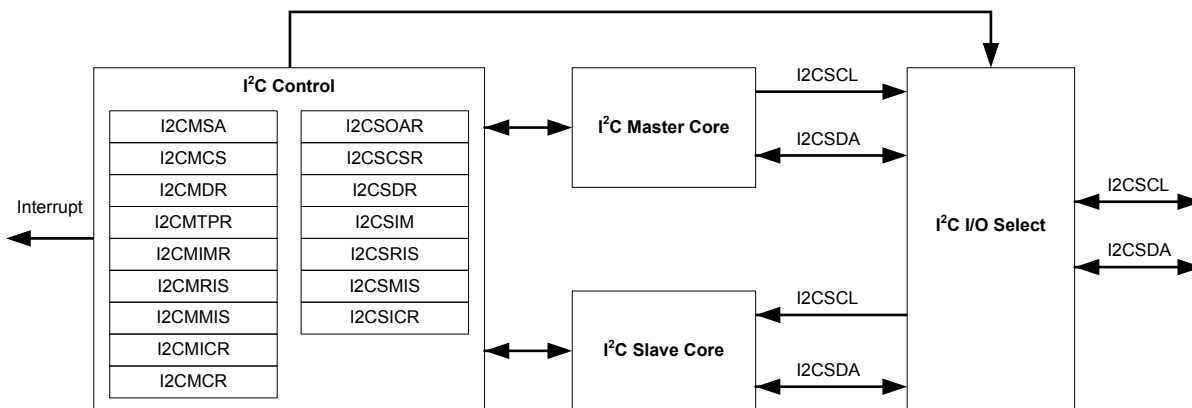 I²C Control
I2CMSA
I2CMCS
I2CMDR
I2CMTPR
I2CMIMR
I2CMRIS
I2CMMIS
I2CMICR
I2CMCR
I2CSOAR
I2CSCSR
I2CSDR
I2CSIM
I2CSRIS
I2CSMIS
I2CSICR
Interrupt
I²C Master Core
I2CSCL
I2CSDA
I²C Slave Core
I2CSCL
I2CSDA
I²C I/O Select
I2CSCL
I2CSDA